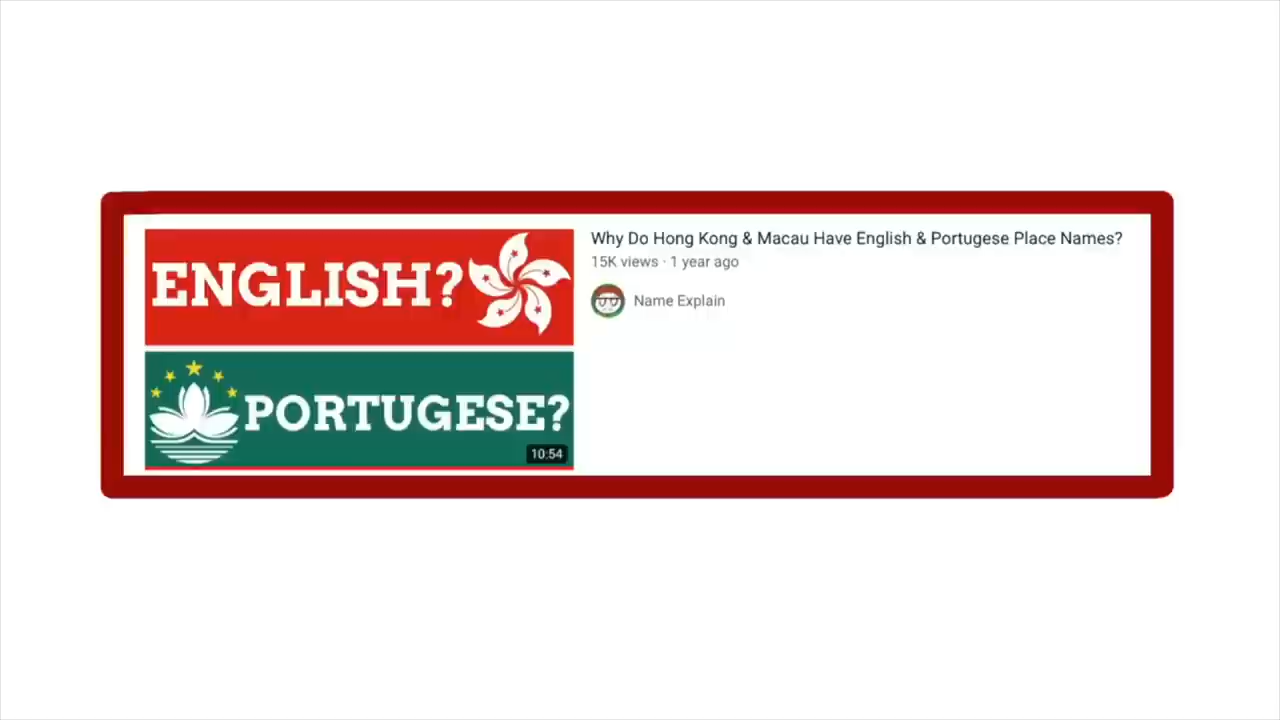 ENGLISH?
PORTUGESE?
10:54
Why Do Hong Kong & Macau Have English & Portugese Place Names?
15K views · 1 year ago
Name Explain